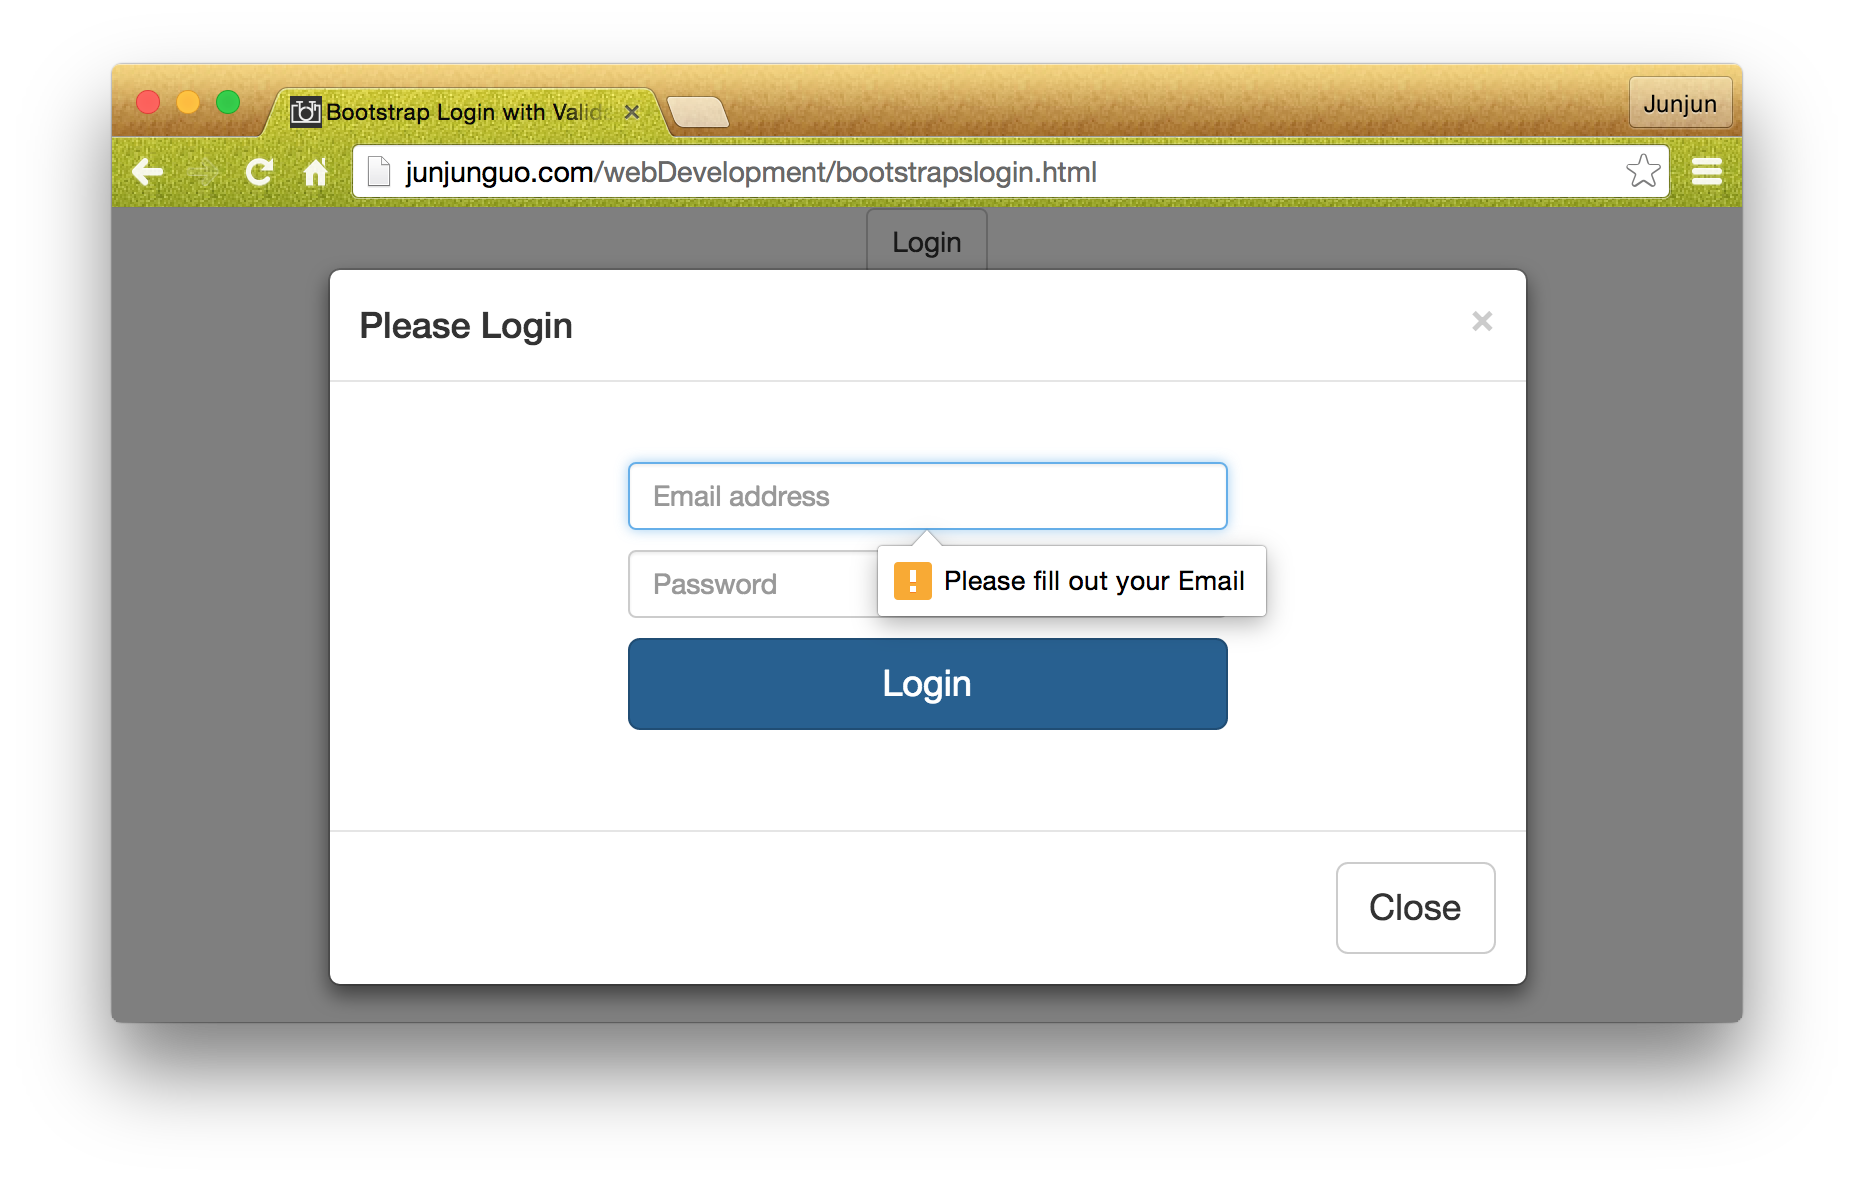 Bootstrap Login with Valid
Junjun
junjunguo.com/webDevelopment/bootstrapslogin.html
Login
Please Login
×
Email address
Password
Please fill out your Email
Login
Close